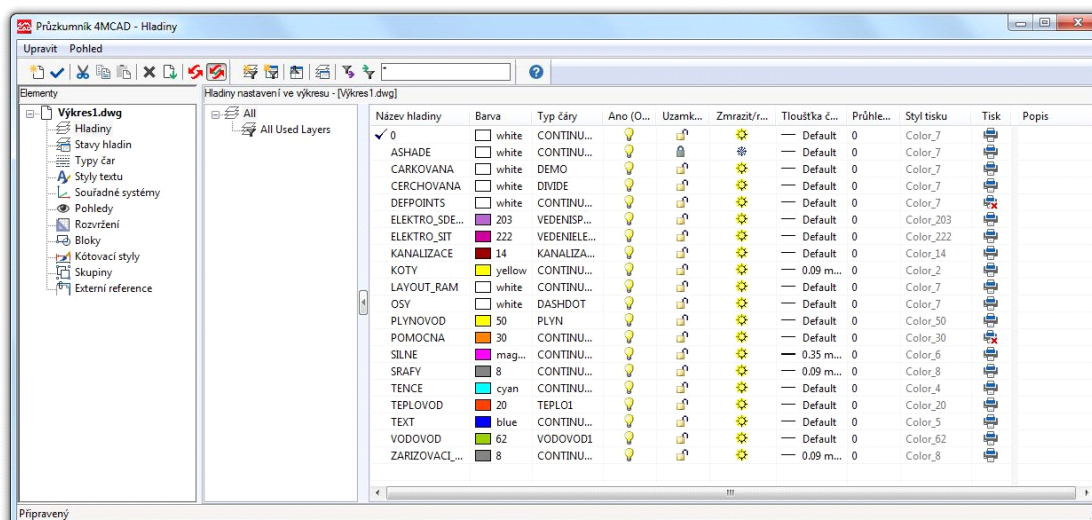 Průzkumník 4MCAD - Hladiny
Upravit Pohled
*
Elementy
Hladiny nastavení ve výkresu - [Výkres1.dwg]
Výkres1.dwg
Hladiny
Stavy hladin
Typy čar
Styly textu
Souřadné systémy
Pohledy
Rozvržení
Bloky
Kótovací styly
Skupiny
Externí reference
All
All Used Layers
Název hladiny Barva Typ čáry Ano (O... Uzamk... Zmrazit/r... Tloušťka č... Průhle... Styl tisku Tisk Popis
0 white CONTINU... Default 0 Color_7
ASHADE white CONTINU... Default 0 Color_7
CARKOVANA white DEMO Default 0 Color_7
CERCHOVANA white DIVIDE Default 0 Color_7
DEFPOINTS white CONTINU... Default 0 Color_7
ELEKTRO_SDE... 203 VEDENISP... Default 0 Color_203
ELEKTRO_SIT 222 VEDENIELE... Default 0 Color_222
KANALIZACE 14 KANALIZA... Default 0 Color_14
KOTY yellow CONTINU... 0.09 m... 0 Color_2
LAYOUT_RAM white CONTINU... Default 0 Color_7
OSY white DASHDOT Default 0 Color_7
PLYNOVOD 50 PLYN Default 0 Color_50
POMOCNA 30 CONTINU... Default 0 Color_30
SILNE mag... CONTINU... 0.35 m... 0 Color_6
SRAFY 8 CONTINU... 0.09 m... 0 Color_8
TENCE cyan CONTINU... Default 0 Color_4
TEPLOVOD 20 TEPLO1 Default 0 Color_20
TEXT blue CONTINU... Default 0 Color_5
VODOVOD 62 VODOVOD1 Default 0 Color_62
ZARIZOVACI_... 8 CONTINU... 0.09 m... 0 Color_8
Připravený